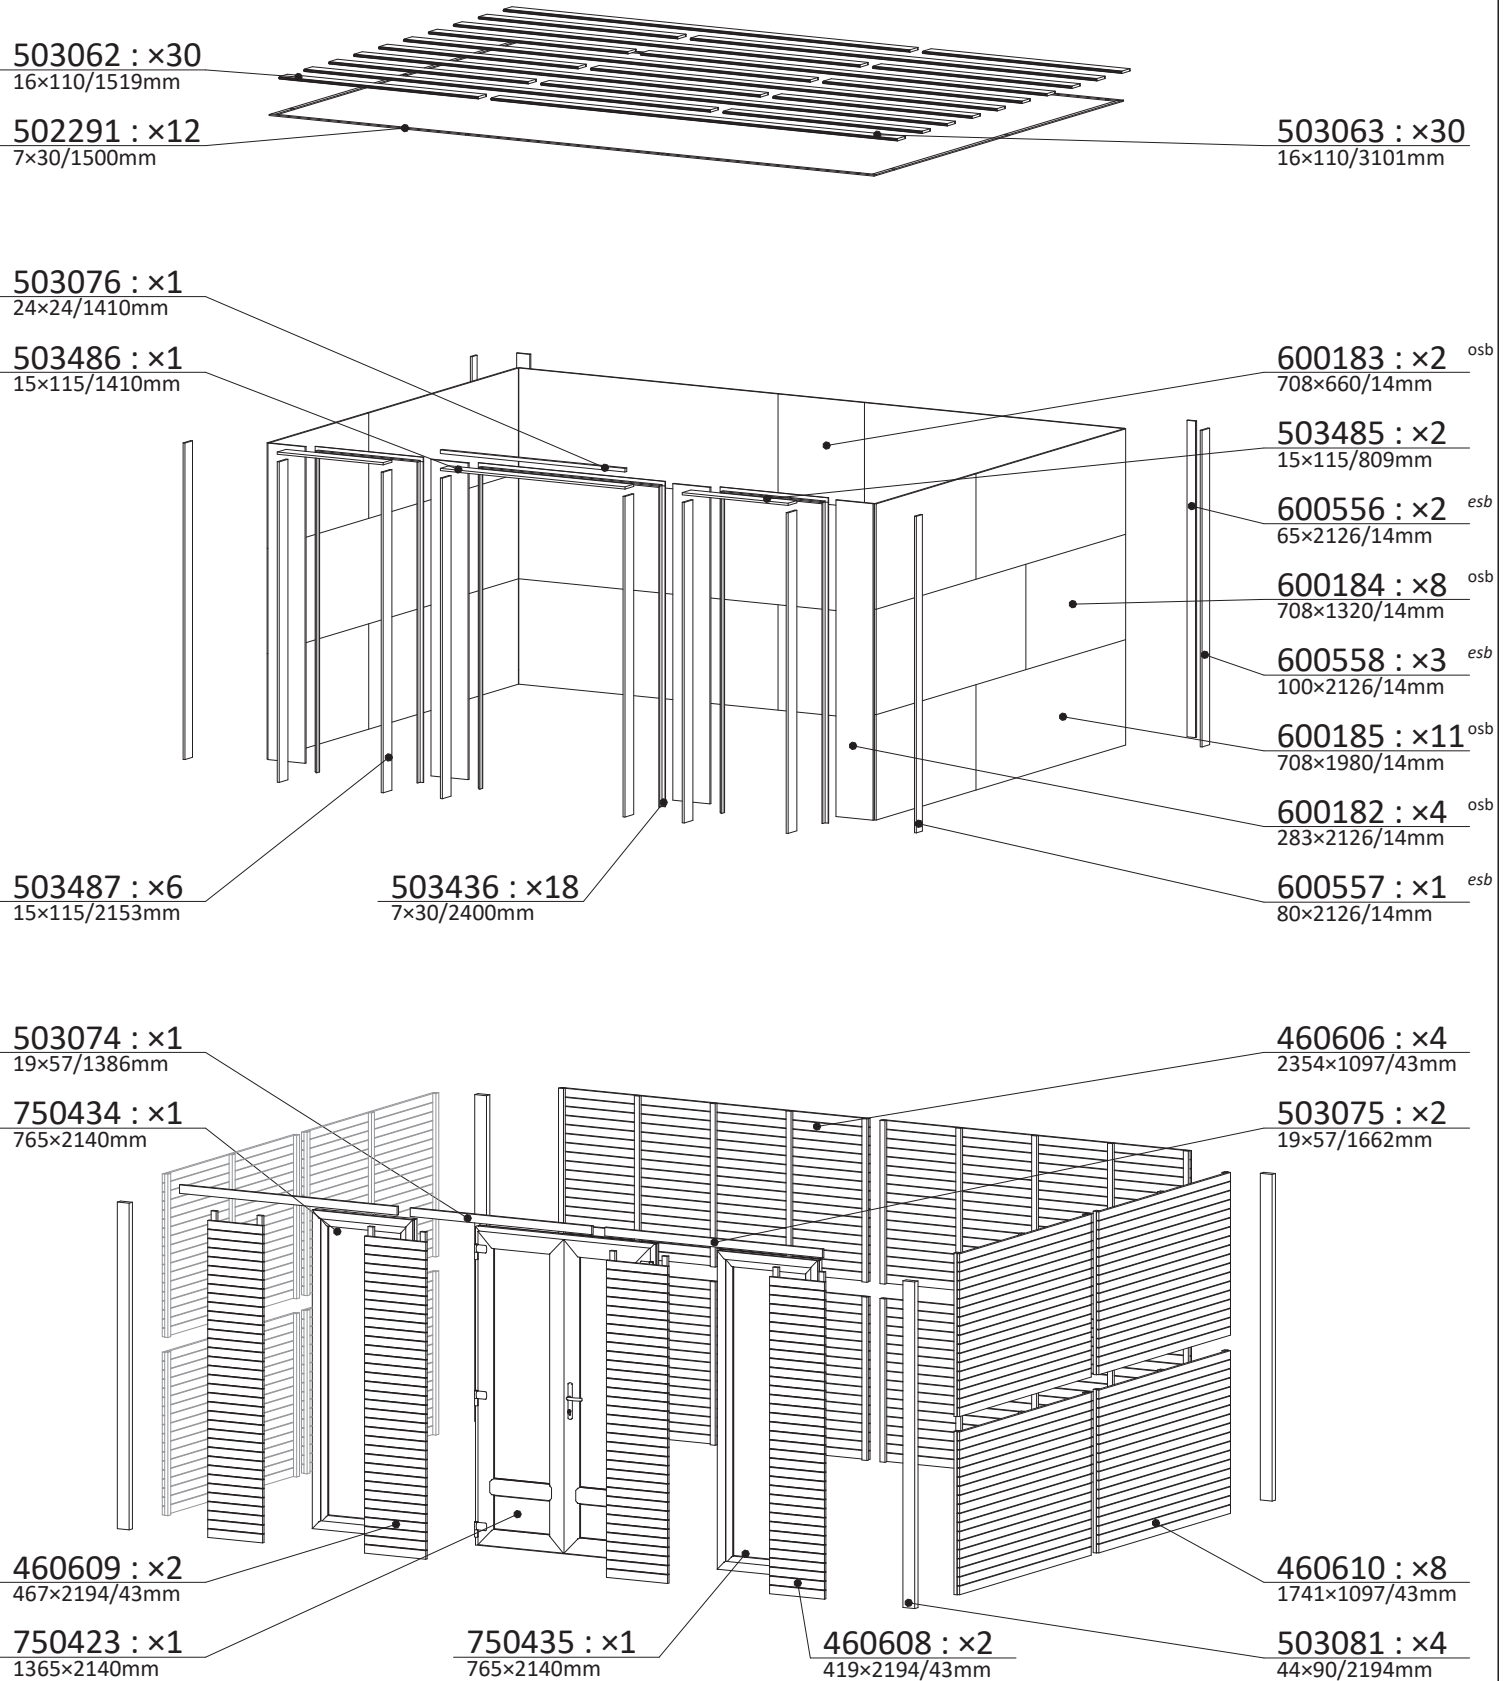 503062 : ×30
16×110/1519mm
502291 : ×12
7×30/1500mm
503063 : ×30
16×110/3101mm
503076 : ×1
24×24/1410mm
503486 : ×1
15×115/1410mm
600183 : ×2 osb
708×660/14mm
503485 : ×2
15×115/809mm
600556 : ×2 esb
65×2126/14mm
600184 : ×8 osb
708×1320/14mm
600558 : ×3 esb
100×2126/14mm
600185 : ×11 osb
708×1980/14mm
600182 : ×4 osb
283×2126/14mm
600557 : ×1 esb
80×2126/14mm
503487 : ×6
15×115/2153mm
503436 : ×18
7×30/2400mm
503074 : ×1
19×57/1386mm
750434 : ×1
765×2140mm
460606 : ×4
2354×1097/43mm
503075 : ×2
19×57/1662mm
460609 : ×2
467×2194/43mm
750423 : ×1
1365×2140mm
750435 : ×1
765×2140mm
460608 : ×2
419×2194/43mm
460610 : ×8
1741×1097/43mm
503081 : ×4
44×90/2194mm